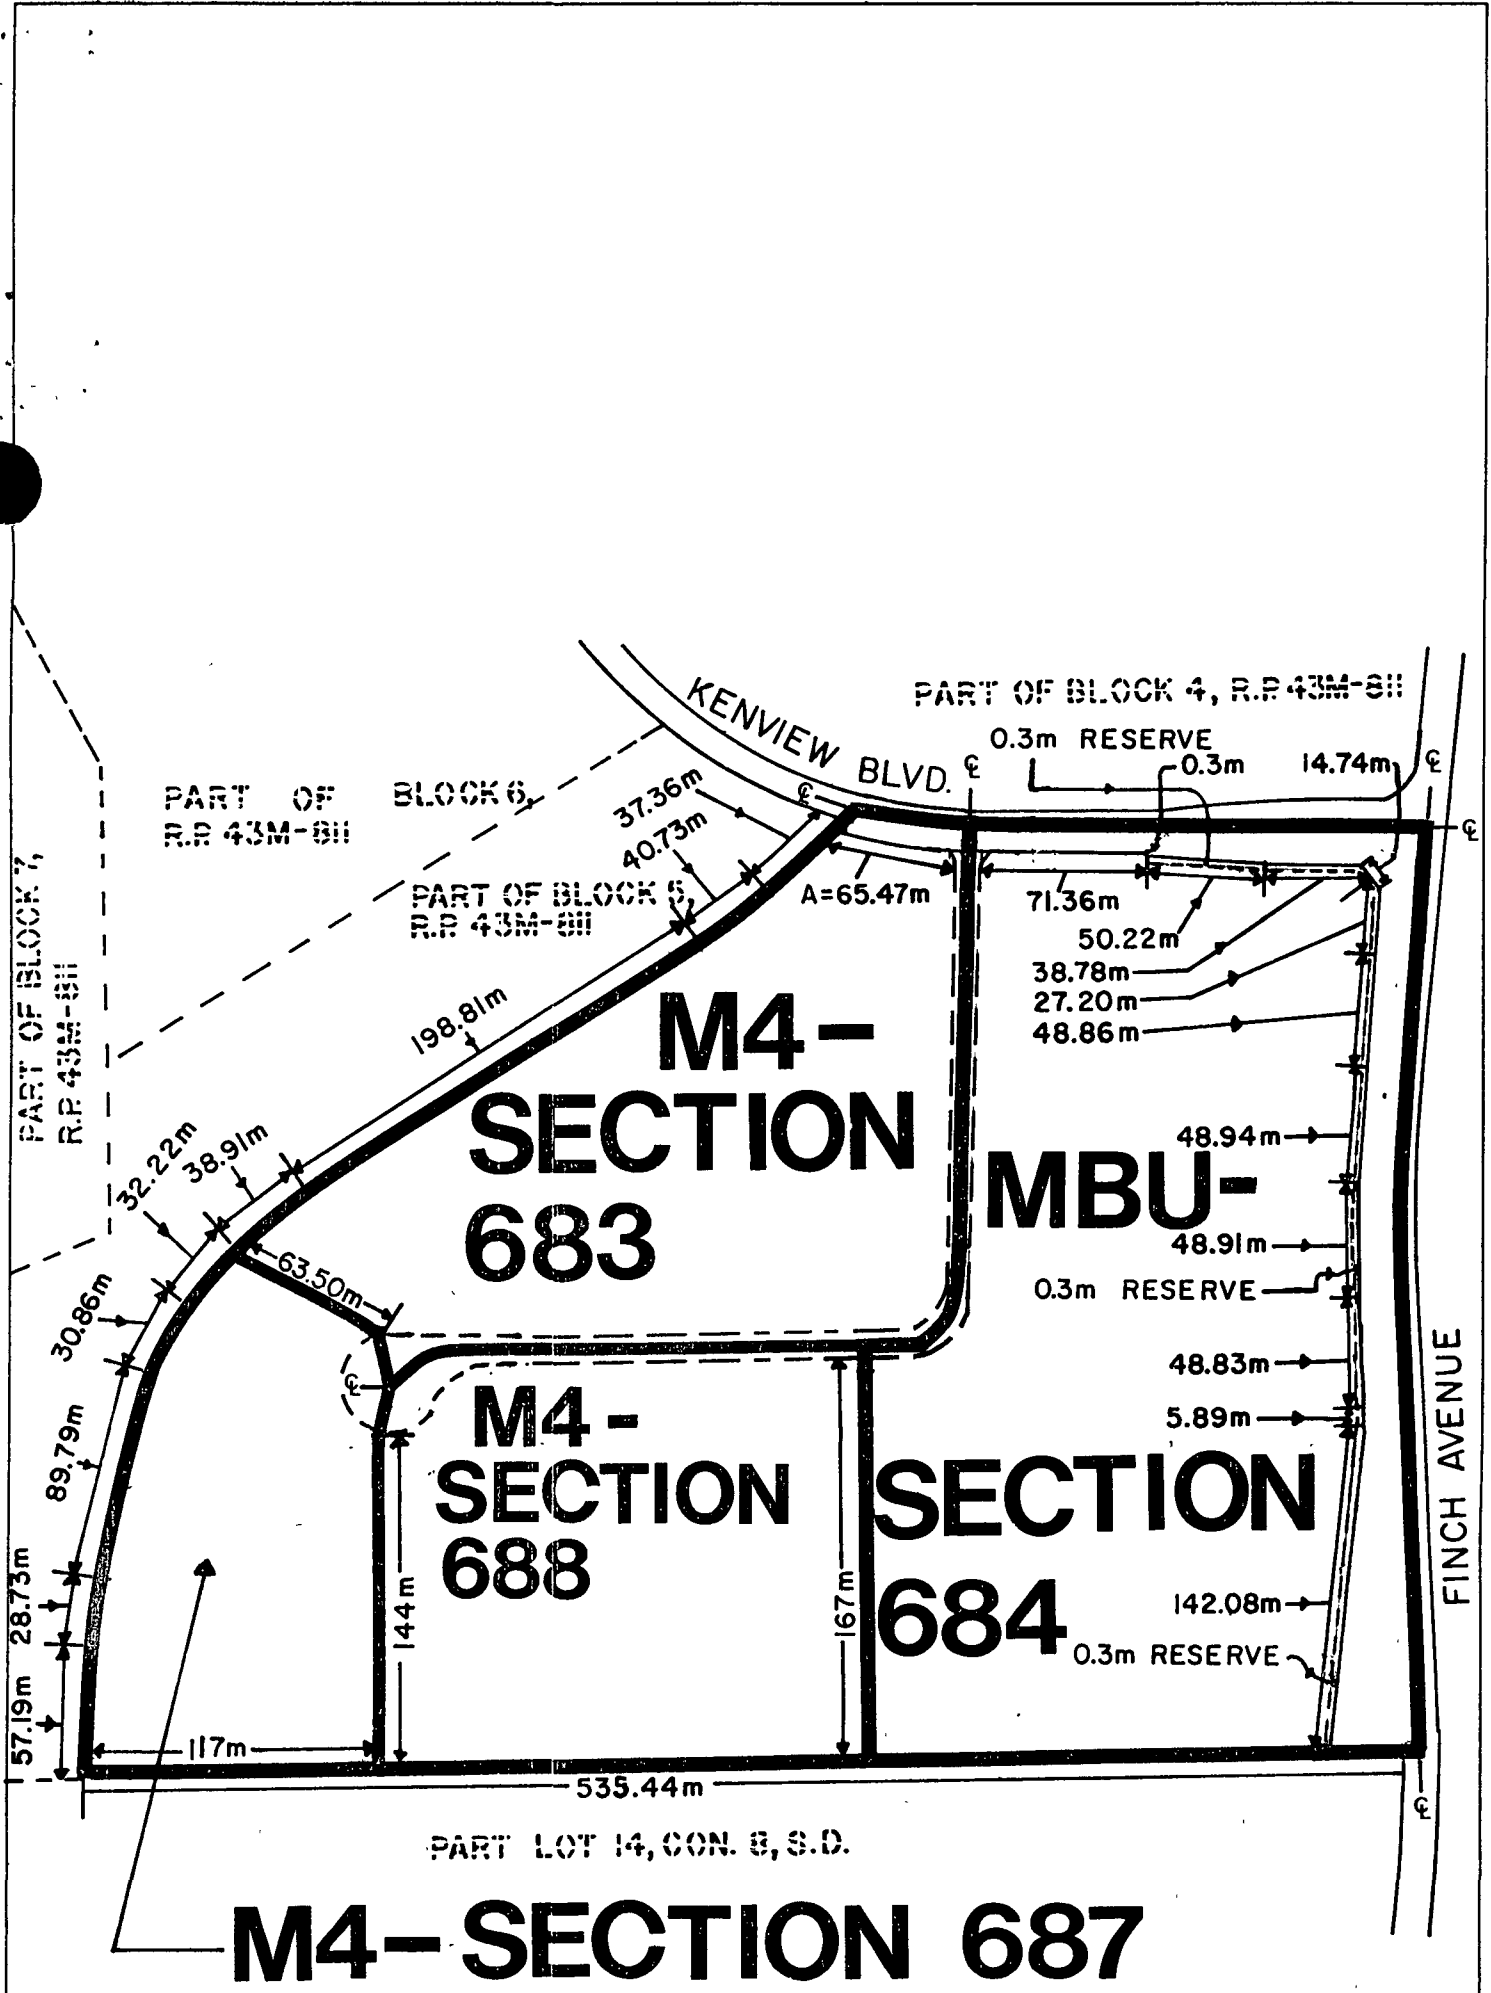 PART OF BLOCK 4, R.P. 43M-811
KENVIEW BLVD.
0.3m RESERVE
0.3m
14.74m
℄
℄
℄
℄
PART OF BLOCK 6,
R.P. 43M-811
37.36m
40.73m
PART OF BLOCK 5,
R.P. 43M-811
A=65.47m
71.36m
50.22m
38.78m
27.20m
48.86m
PART OF BLOCK 7,
R.P. 43M-811
198.81m
M4-
SECTION
683
32.22m
38.91m
48.94m
MBU-
SECTION
684
48.91m
0.3m RESERVE
63.50m
30.86m
48.83m
5.89m
℄
M4-
SECTION
688
89.79m
FINCH AVENUE
28.73m
144m
167m
142.08m
0.3m RESERVE
57.19m
117m
535.44m
℄
PART LOT 14, CON. 8, S.D.
M4-SECTION 687